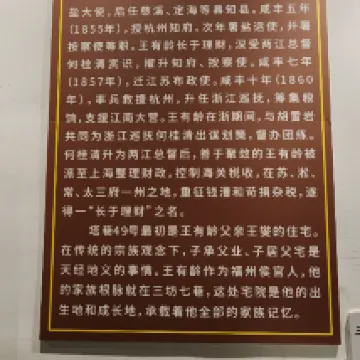 盐大使，后任慈溪、定海等县知县。咸丰五年
（1855年），授杭州知府。次年署盐运使，并署
按察使等职。王有龄长于理财，深受两江总督
何桂清赏识，擢升知府、按察使。咸丰七年
（1857年），迁江苏布政使。咸丰十年（1860
年），率兵救援杭州，升任浙江巡抚，筹集粮
饷，支援江南大营。王有龄在浙期间，与胡雪岩
共同为浙江巡抚何桂清出谋划策，督办团练。
何桂清升为两江总督后，善于聚敛的王有龄被
派至上海整理财政，控制海关税收，在苏、淞、
常、太三府一州之地，重征钱漕和苛捐杂税，遂
得一“长于理财”之名。
塔巷49号最初是王有龄父亲王燮的住宅。
在传统的宗族观念下，子承父业、子居父宅是
天经地义的事情。王有龄作为福州侯官人，他
的家族根脉就在三坊七巷，这处宅院是他的出
生地和成长地，承载着他全部的家族记忆。